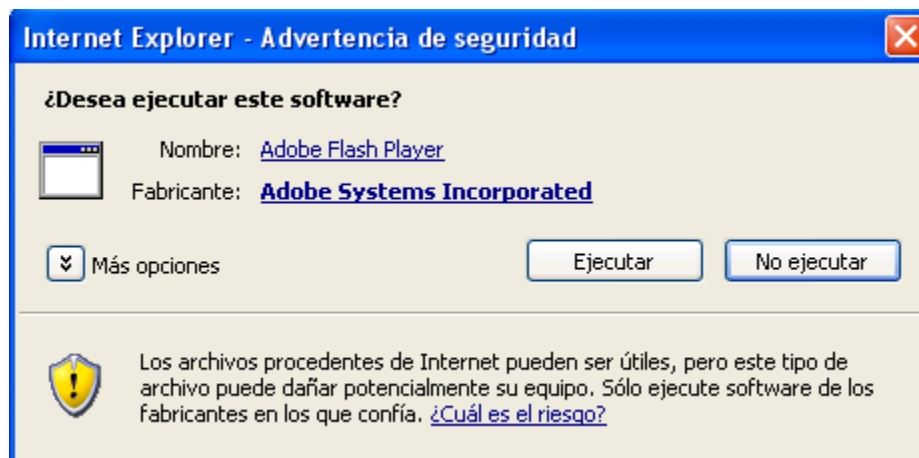 Internet Explorer - Advertencia de seguridad
¿Desea ejecutar este software?
Nombre: Adobe Flash Player
Fabricante: Adobe Systems Incorporated
Más opciones Ejecutar No ejecutar
Los archivos procedentes de Internet pueden ser útiles, pero este tipo de
archivo puede dañar potencialmente su equipo. Sólo ejecute software de los
fabricantes en los que confía. ¿Cuál es el riesgo?